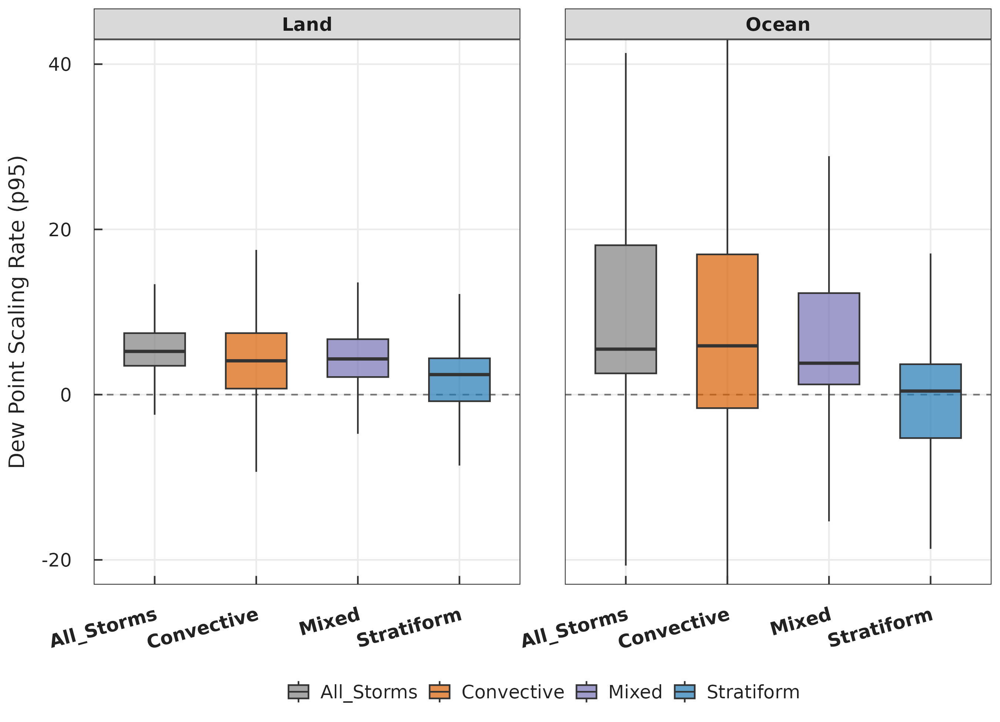 Land
Ocean
Dew Point Scaling Rate (p95)
40
20
0
-20
All_Storms
Convective
Mixed
Stratiform
All_Storms
Convective
Mixed
Stratiform
All_Storms Convective Mixed Stratiform